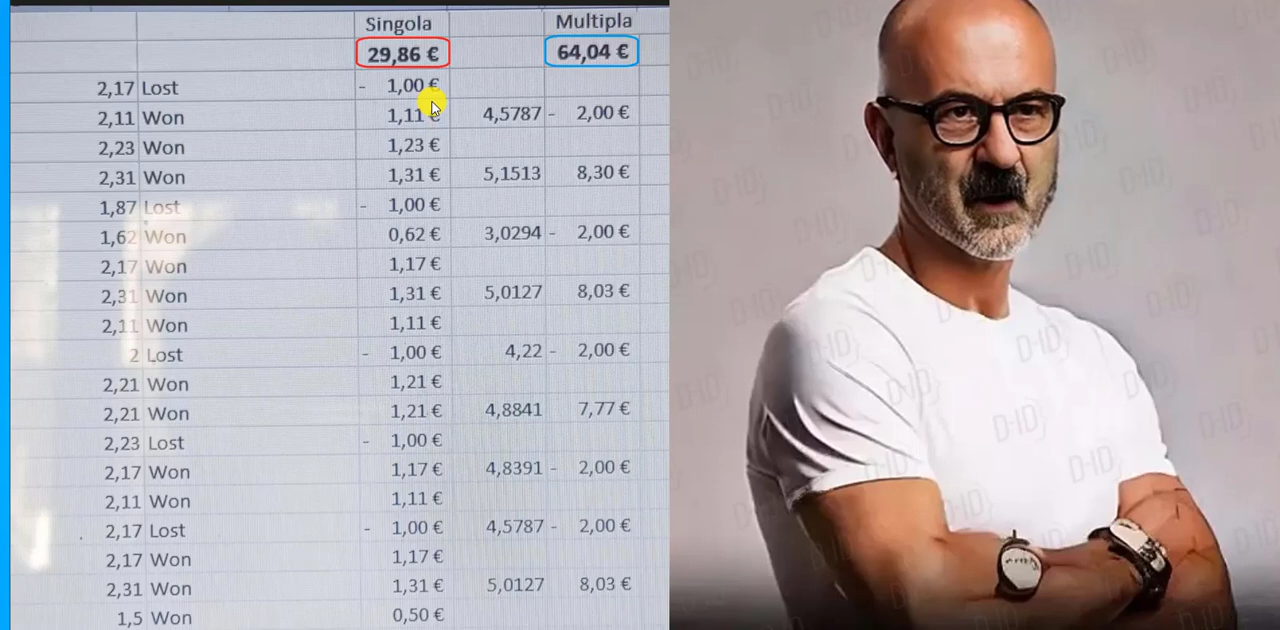 Singola Multipla
29,86 € 64,04 €
2,17 Lost - 1,00 €
2,11 Won 1,11 € 4,5787 - 2,00 €
2,23 Won 1,23 €
2,31 Won 1,31 € 5,1513 8,30 €
1,87 Lost - 1,00 €
1,62 Won 0,62 € 3,0294 - 2,00 €
2,17 Won 1,17 €
2,31 Won 1,31 € 5,0127 8,03 €
2,11 Won 1,11 €
2 Lost - 1,00 € 4,22 - 2,00 €
2,21 Won 1,21 €
2,21 Won 1,21 € 4,8841 7,77 €
2,23 Lost - 1,00 €
2,17 Won 1,17 € 4,8391 - 2,00 €
2,11 Won 1,11 €
2,17 Lost - 1,00 € 4,5787 - 2,00 €
2,17 Won 1,17 €
2,31 Won 1,31 € 5,0127 8,03 €
1,5 Won 0,50 €
D-ID